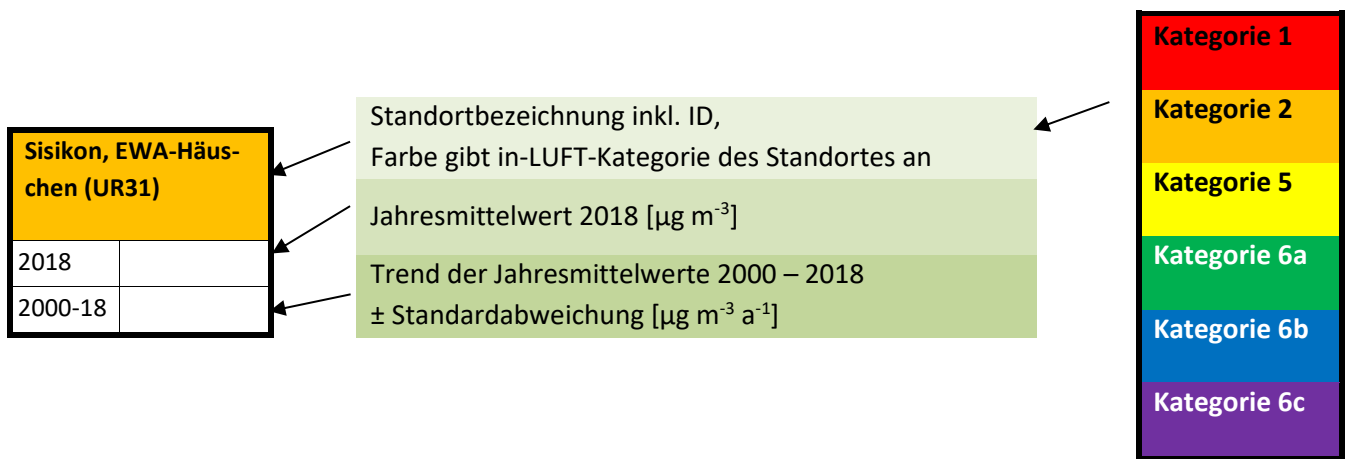 Sisikon, EWA-Häus-
chen (UR31)
2018
2000-18
Standortbezeichnung inkl. ID,
Farbe gibt in-LUFT-Kategorie des Standortes an
Jahresmittelwert 2018 [µg m⁻³]
Trend der Jahresmittelwerte 2000 – 2018
± Standardabweichung [µg m⁻³ a⁻¹]
Kategorie 1
Kategorie 2
Kategorie 5
Kategorie 6a
Kategorie 6b
Kategorie 6c